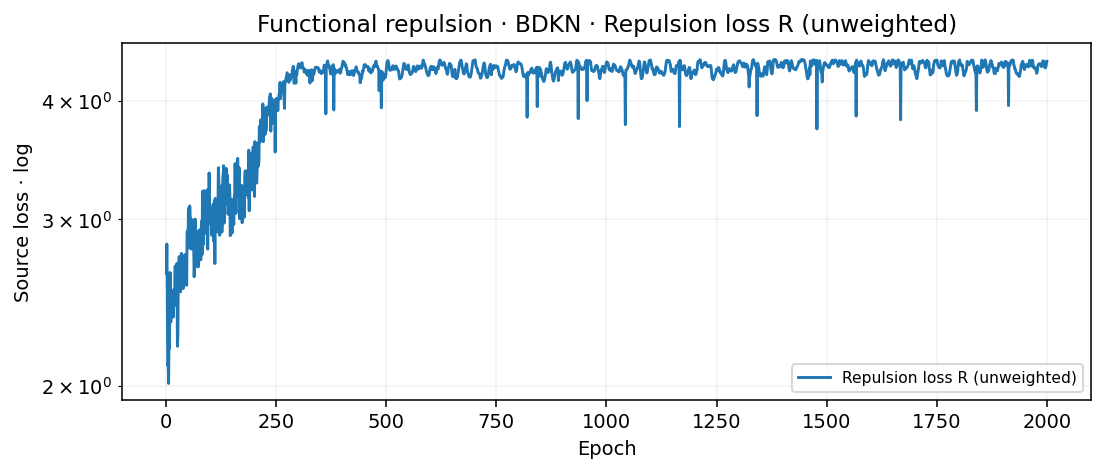 Functional repulsion · BDKN · Repulsion loss R (unweighted)
Source loss · log
4 × 10⁰
3 × 10⁰
2 × 10⁰
Repulsion loss R (unweighted)
0 250 500 750 1000 1250 1500 1750 2000
Epoch